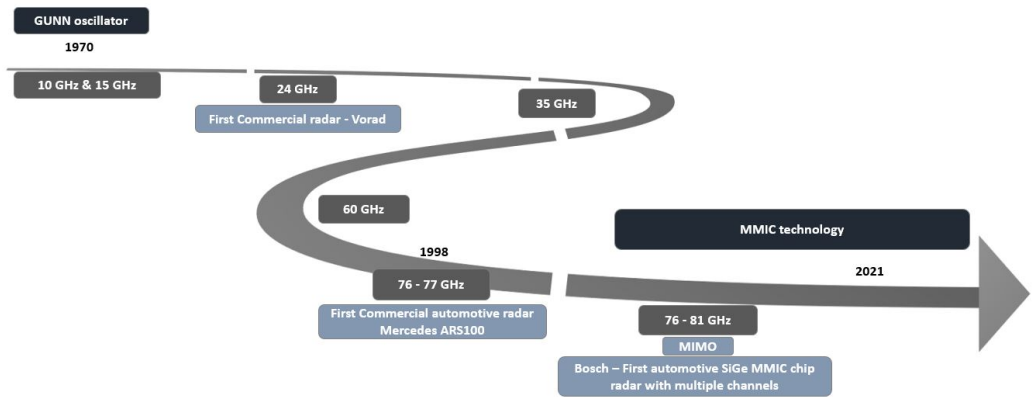 GUNN oscillator
1970
10 GHz & 15 GHz
24 GHz
First Commercial radar - Vorad
35 GHz
60 GHz
1998
76 - 77 GHz
First Commercial automotive radar
Mercedes ARS100
MMIC technology
2021
76 - 81 GHz
MIMO
Bosch – First automotive SiGe MMIC chip
radar with multiple channels